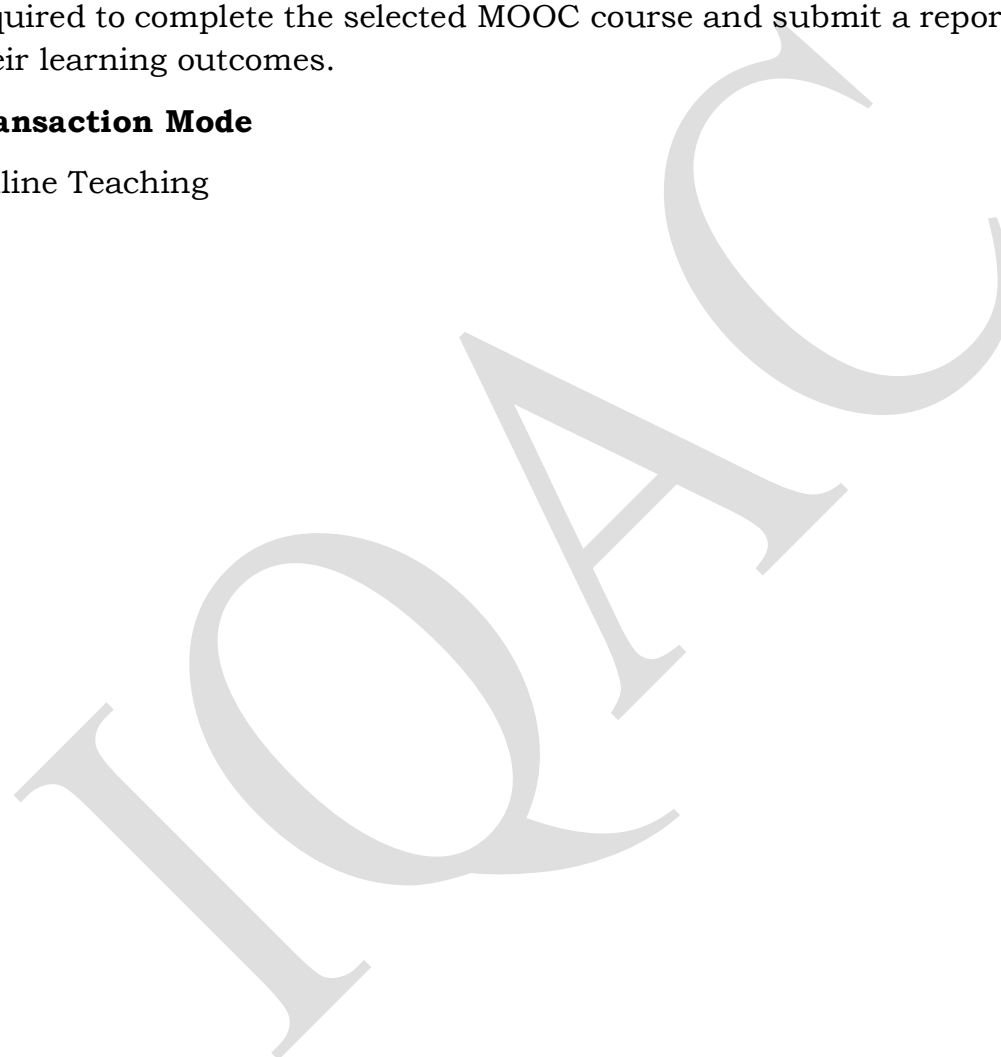 quired to complete the selected MOOC course and submit a repor
eir learning outcomes.
ansaction Mode
line Teaching
IQAC